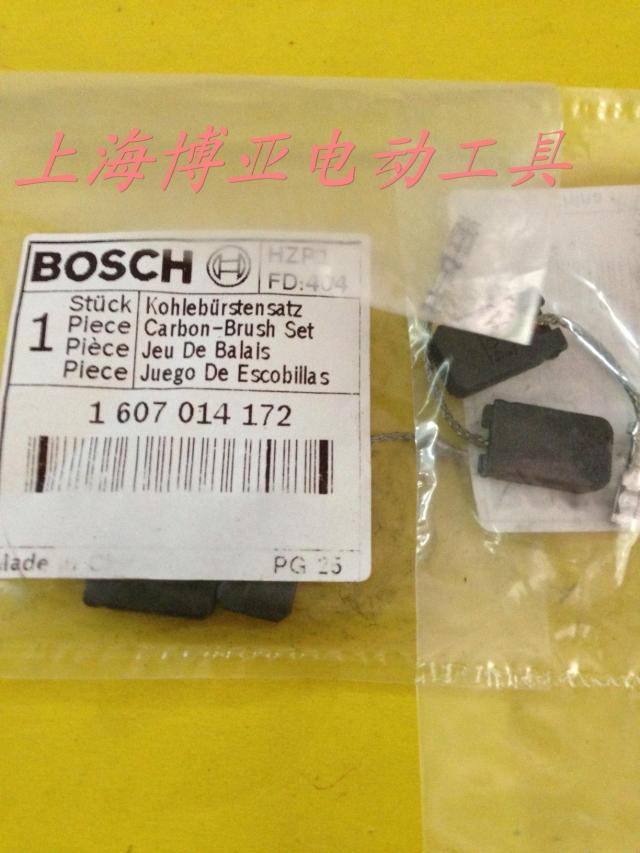 上海博亚电动工具
BOSCH
FD:404
1
Stück Kohlebürstensatz
Piece Carbon-Brush Set
Pièce Jeu De Balais
Piece Juego De Escobillas
1 607 014 172
PG 25